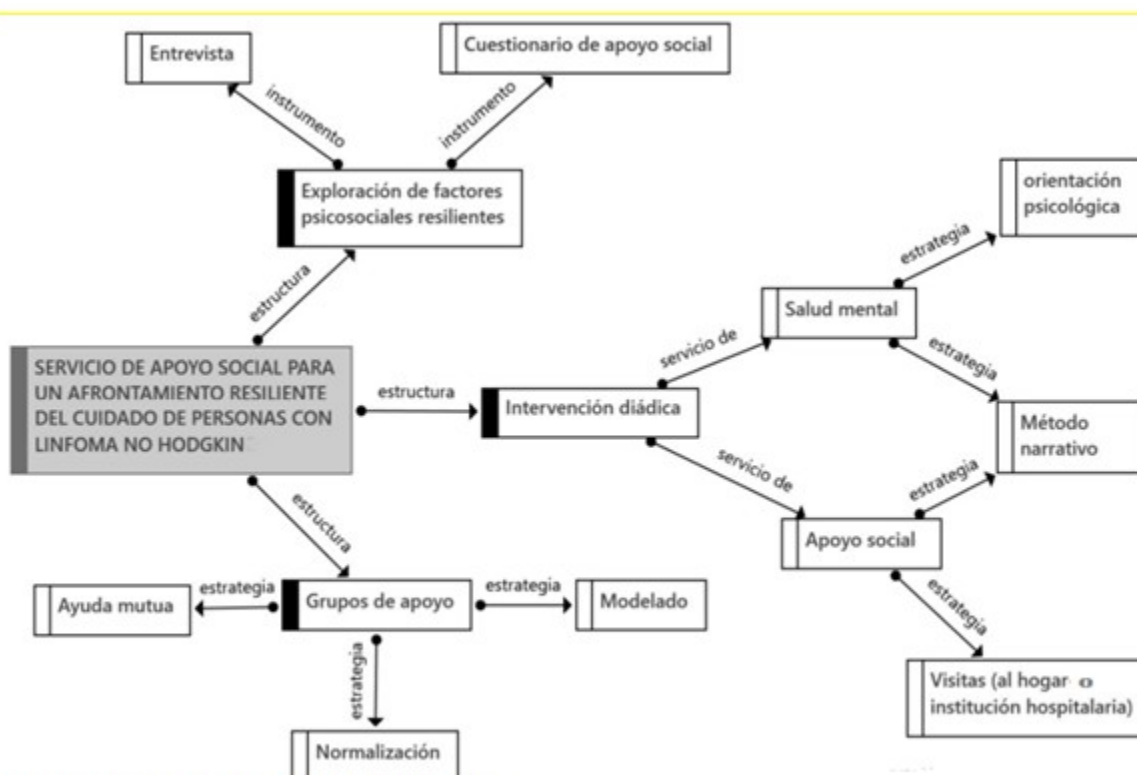 Entrevista
Cuestionario de apoyo social
instrumento
instrumento
Exploración de factores
psicosociales resilientes
orientación
psicológica
estrategia
estructura
Salud mental
servicio de
estrategia
SERVICIO DE APOYO SOCIAL PARA
UN AFRONTAMIENTO RESILIENTE
DEL CUIDADO DE PERSONAS CON
LINFOMA NO HODGKIN
estructura
Intervención diádica
Método
narrativo
servicio de
estrategia
estructura
Apoyo social
estrategia
Ayuda mutua
estrategia
Grupos de apoyo
estrategia
Modelado
estrategia
Visitas (al hogar o
institución hospitalaria)
Normalización